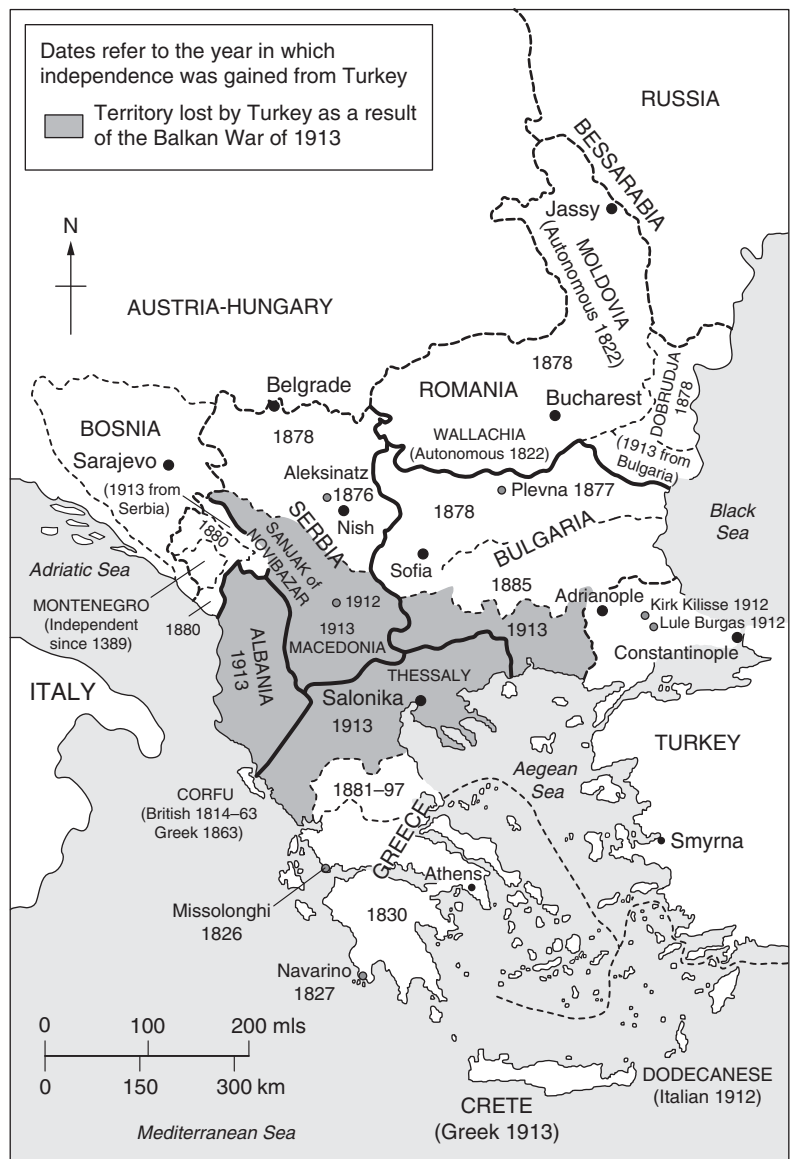 Dates refer to the year in which
independence was gained from Turkey
Territory lost by Turkey as a result
of the Balkan War of 1913
RUSSIA
BESSARABIA
N
Jassy
MOLDOVIA
(Autonomous 1822)
AUSTRIA-HUNGARY
1878
ROMANIA
Bucharest
WALLACHIA
(Autonomous 1822)
DOBRUDJA
1878
(1913 from
Bulgaria)
Belgrade
1878
BOSNIA
Sarajevo
(1913 from
Serbia)
Aleksinatz
1876
Nish
SERBIA
Plevna 1877
1878
BULGARIA
Sofia
1885
Black
Sea
Adriatic Sea
1880
SANJAK of
NOVIBAZAR
MONTENEGRO
(Independent
since 1389)
1880
1912
1913
MACEDONIA
ALBANIA
1913
1913
Adrianople
Kirk Kilisse 1912
Lule Burgas 1912
Constantinople
ITALY
THESSALY
Salonika
1913
TURKEY
CORFU
(British 1814–63
Greek 1863)
1881–97
Aegean
Sea
GREECE
Smyrna
Athens
Missolonghi
1826
1830
Navarino
1827
0 100 200 mls
0 150 300 km
DODECANESE
(Italian 1912)
CRETE
(Greek 1913)
Mediterranean Sea